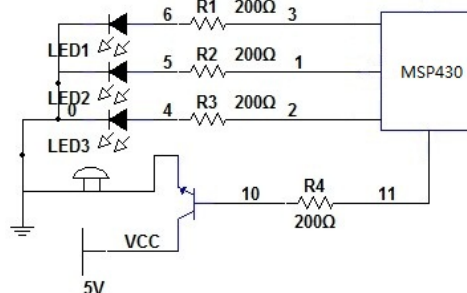 6 R1 200Ω 3
LED1
5 R2 200Ω 1
MSP430
LED2
0 4 R3 200Ω 2
LED3
10 R4 11
200Ω
VCC
5V